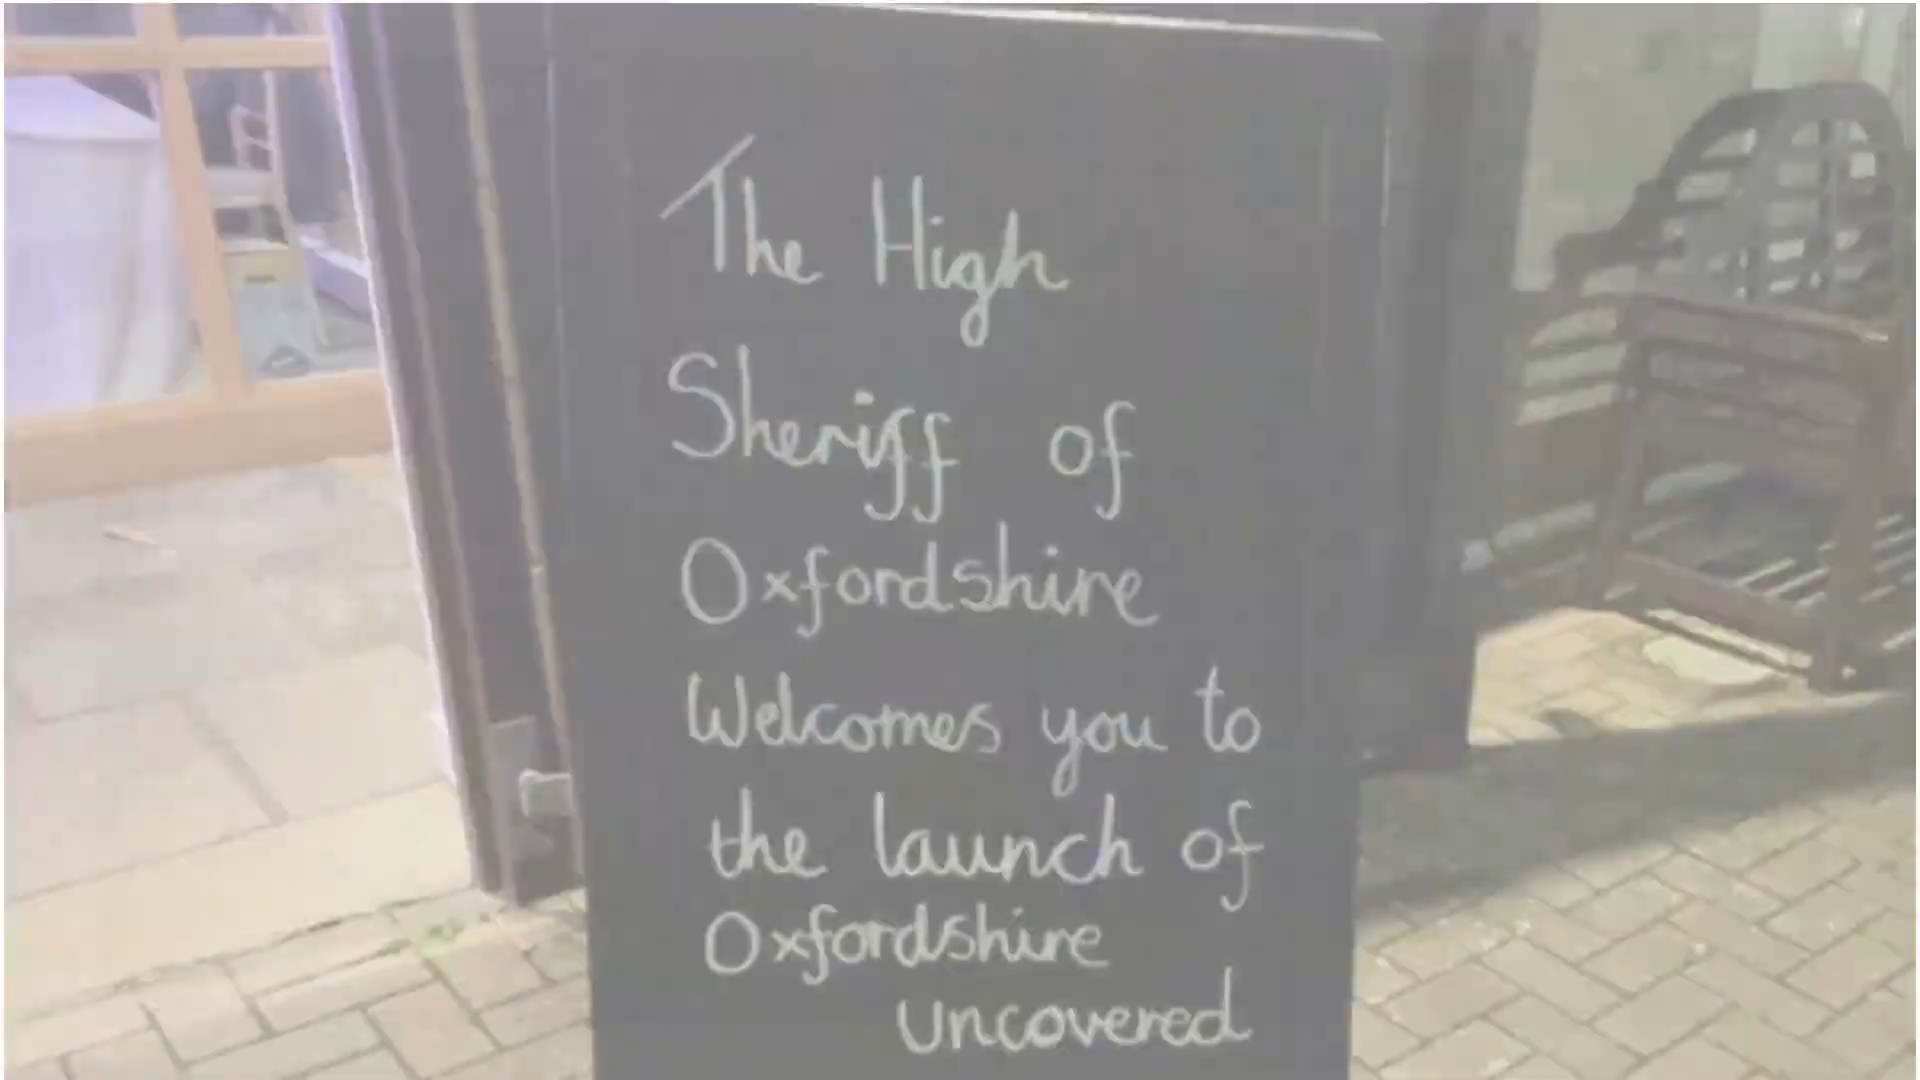 The High
Sheriff of
Oxfordshire
Welcomes you to
the launch of
Oxfordshire
uncovered